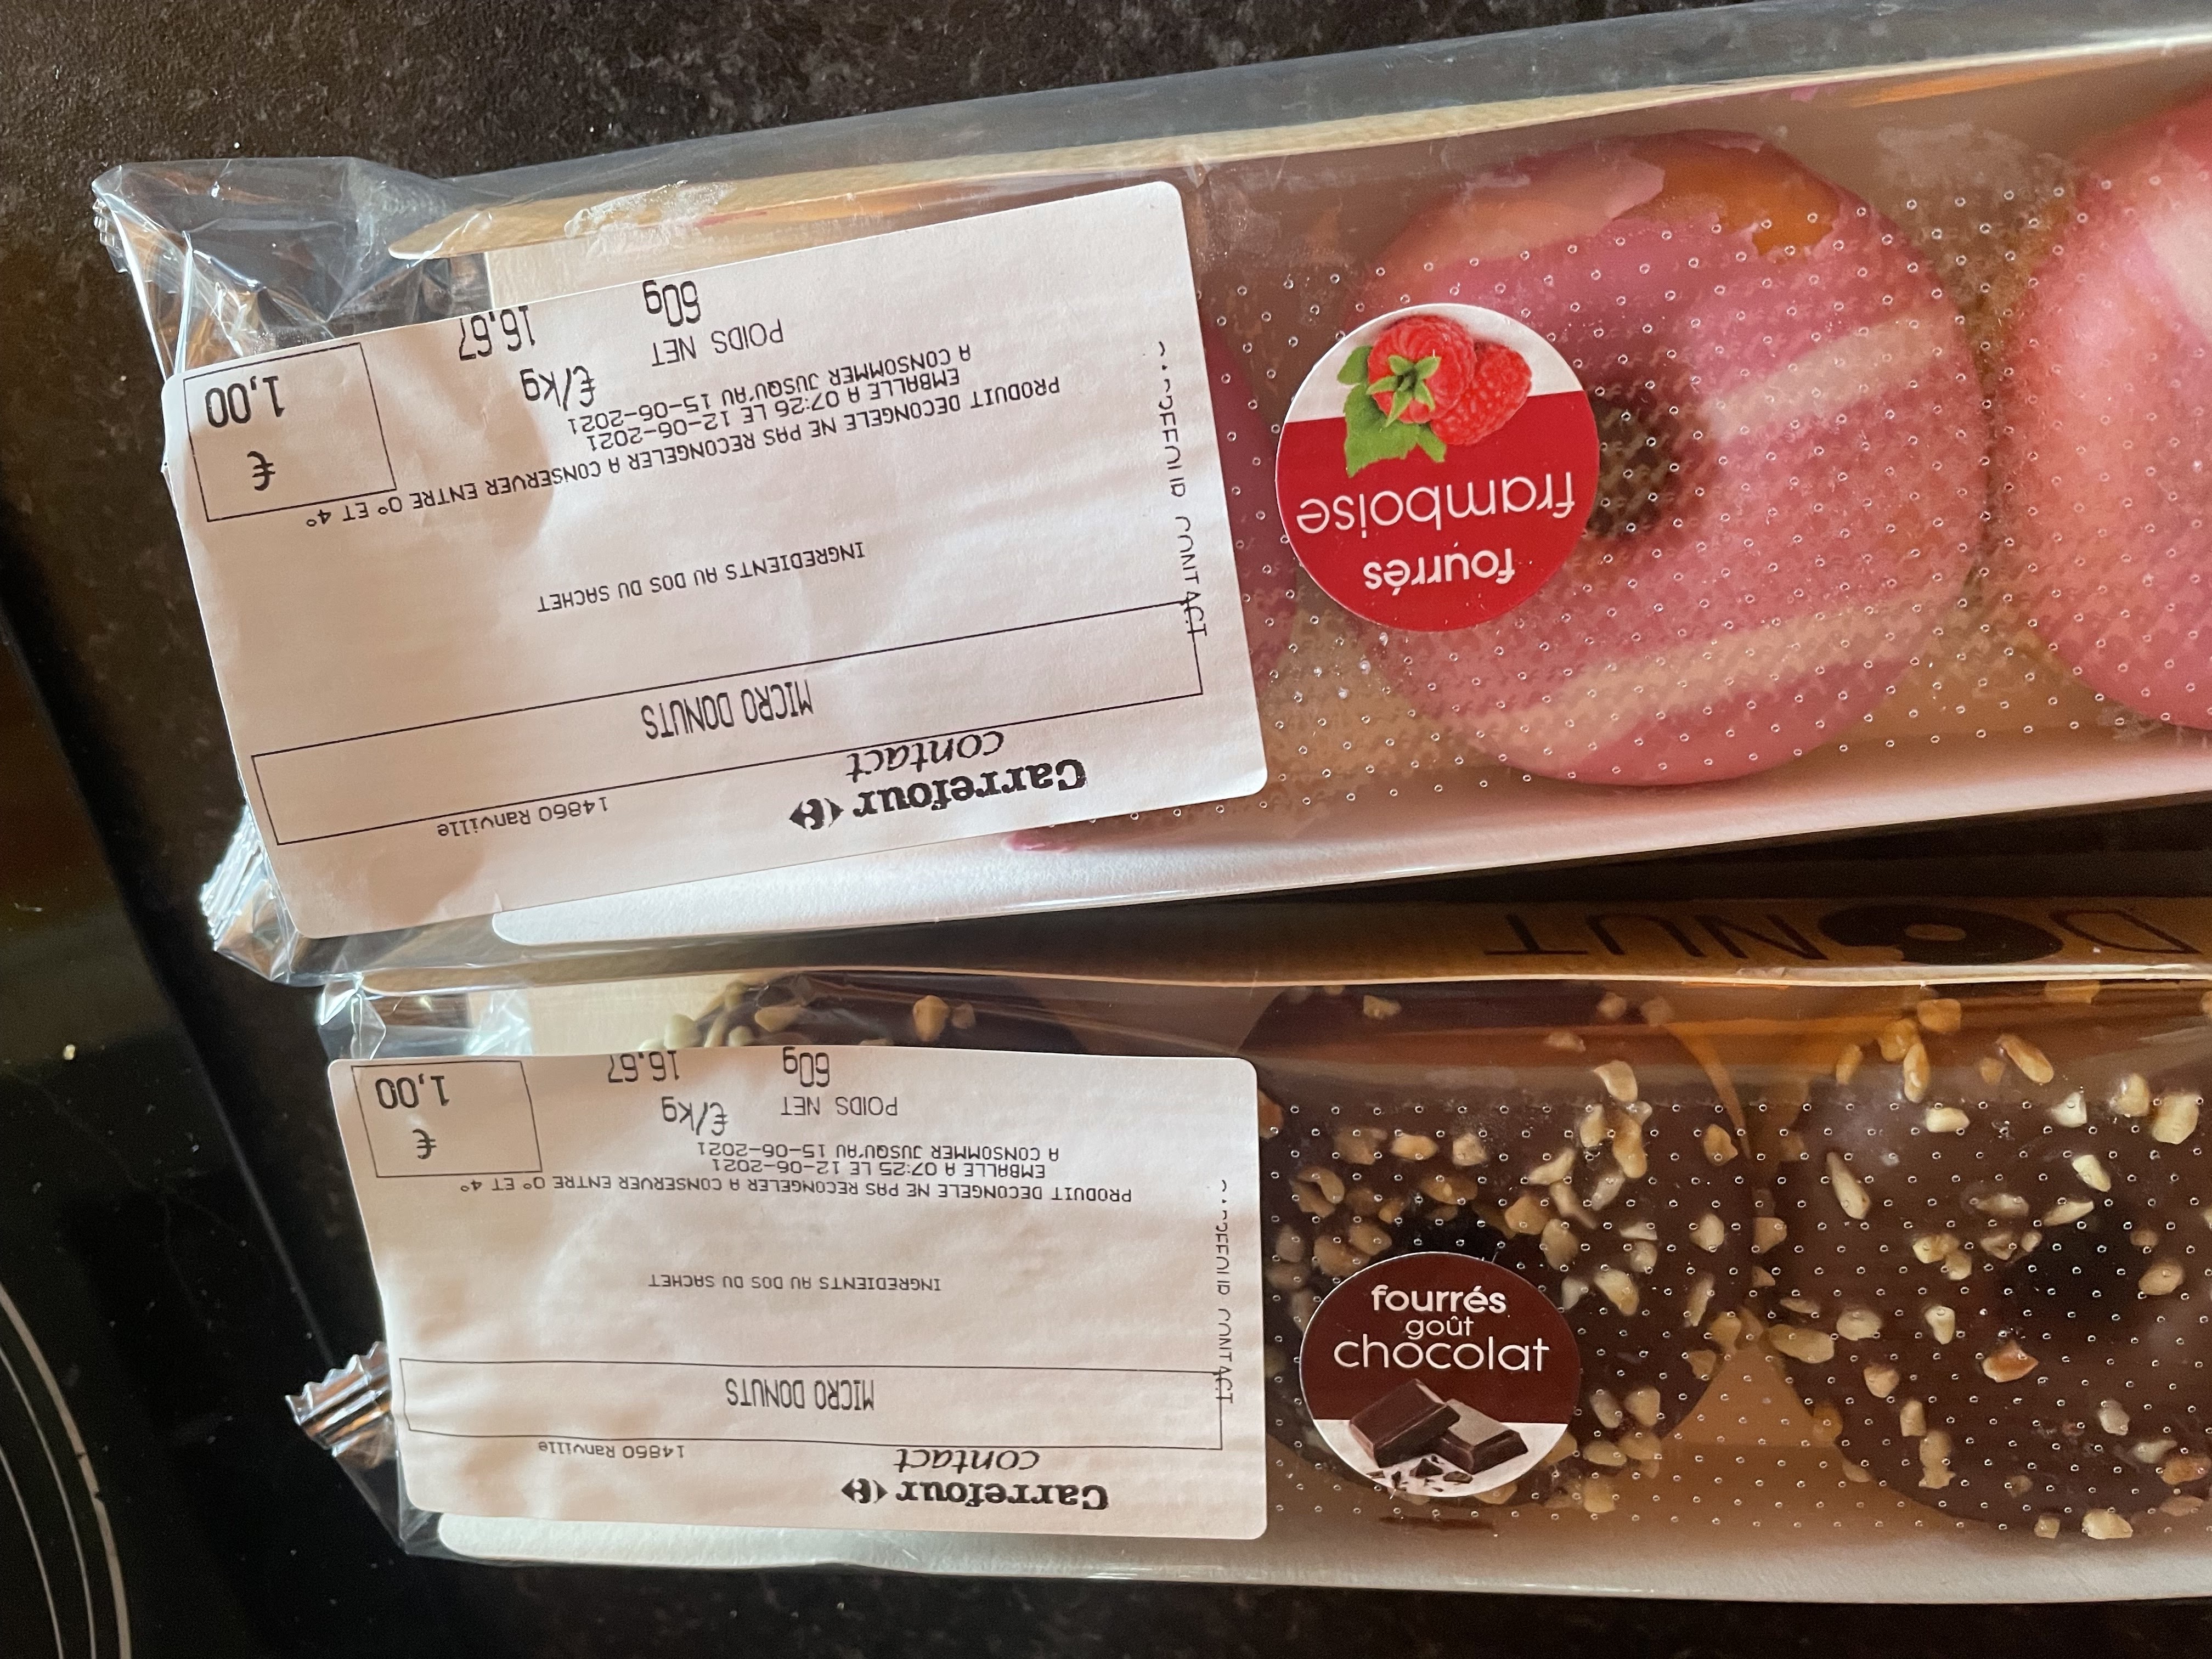 Carrefour
contact
14860 Ranville
MICRO DONUTS
INGREDIENTS AU DOS DU SACHET
PRODUIT DECONGELE NE PAS RECONGELER A CONSERVER ENTRE 0° ET 4°
EMBALLE A 07:26 LE 12-06-2021
A CONSOMMER JUSQU'AU 15-06-2021
POIDS NET
€/kg
€
60g
16,67
1,00
CONTACT
fourrés
framboise
DONUT
Carrefour
contact
14860 Ranville
MICRO DONUTS
INGREDIENTS AU DOS DU SACHET
PRODUIT DECONGELE NE PAS RECONGELER A CONSERVER ENTRE 0° ET 4°
EMBALLE A 07:25 LE 12-06-2021
A CONSOMMER JUSQU'AU 15-06-2021
POIDS NET
€/kg
€
60g
16,67
1,00
CONTACT
fourrés
goût
chocolat